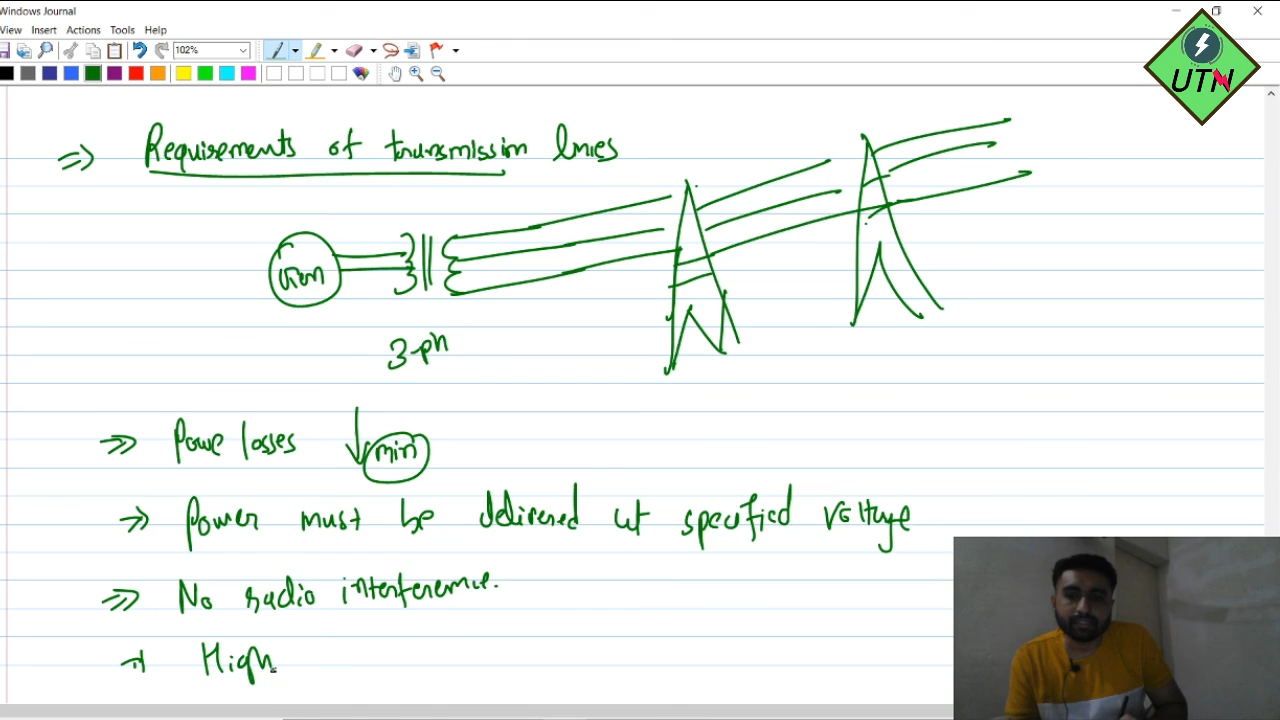 Windows Journal
View Insert Actions Tools Help
102%
UTN
⇒ Requirements of transmission lines
Gen
3-ph
⇒ Powe losses ↓ min
⇒ Power must be delivered at specified voltage
⇒ No radio interference.
→ High